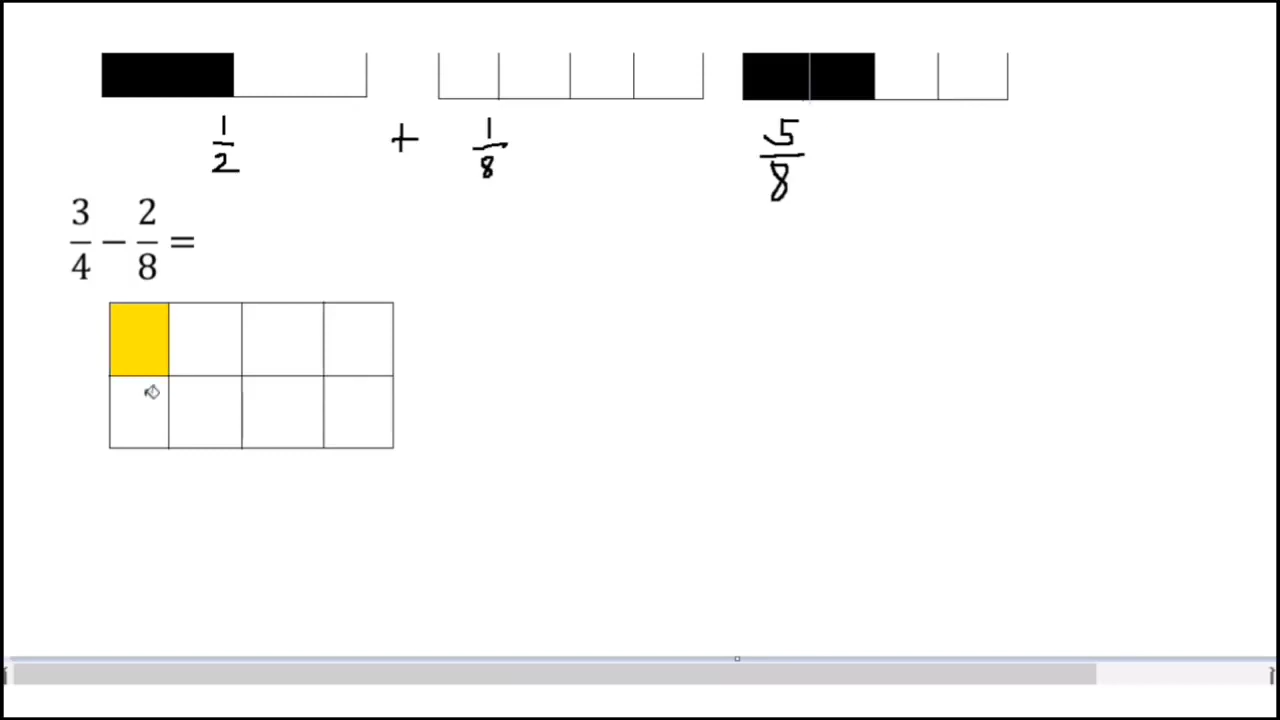 1/2 + 1/8 5/8
3/4 − 2/8 =